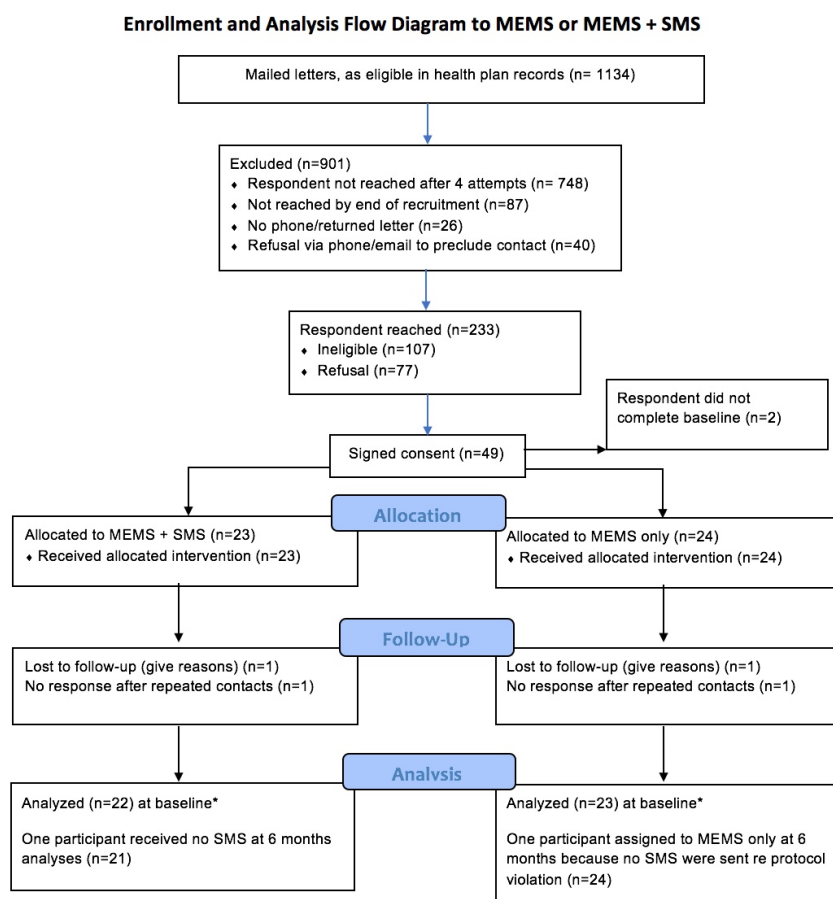 Enrollment and Analysis Flow Diagram to MEMS or MEMS + SMS
Mailed letters, as eligible in health plan records (n= 1134)
Excluded (n=901)
♦ Respondent not reached after 4 attempts (n= 748)
♦ Not reached by end of recruitment (n=87)
♦ No phone/returned letter (n=26)
♦ Refusal via phone/email to preclude contact (n=40)
Respondent reached (n=233)
♦ Ineligible (n=107)
♦ Refusal (n=77)
Respondent did not
complete baseline (n=2)
Signed consent (n=49)
Allocation
Allocated to MEMS + SMS (n=23)
♦ Received allocated intervention (n=23)
Allocated to MEMS only (n=24)
♦ Received allocated intervention (n=24)
Follow-Up
Lost to follow-up (give reasons) (n=1)
No response after repeated contacts (n=1)
Lost to follow-up (give reasons) (n=1)
No response after repeated contacts (n=1)
Analysis
Analyzed (n=22) at baseline*
One participant received no SMS at 6 months
analyses (n=21)
Analyzed (n=23) at baseline*
One participant assigned to MEMS only at 6
months because no SMS were sent re protocol
violation (n=24)